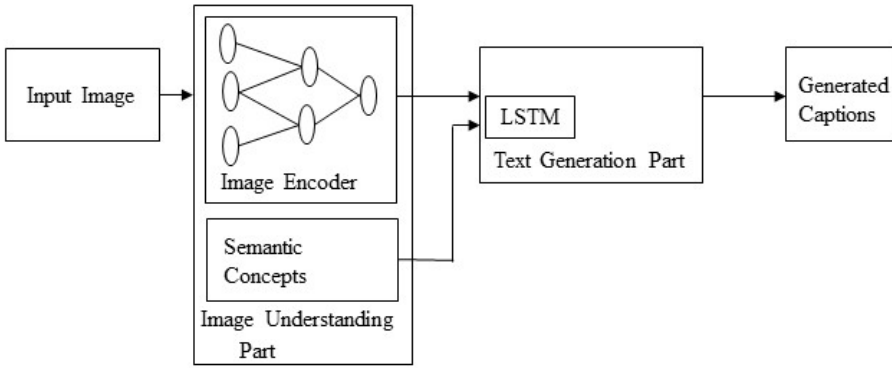 Input Image
Image Encoder
Semantic
Concepts
Image Understanding
Part
LSTM
Text Generation Part
Generated
Captions